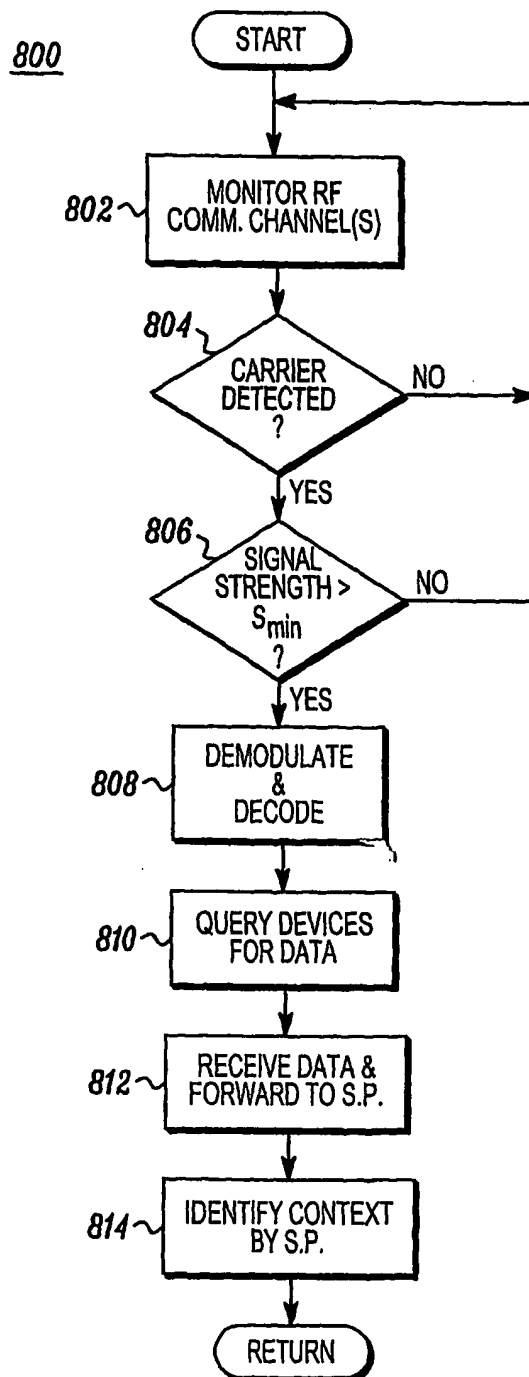 800
START
802
MONITOR RF
COMM. CHANNEL(S)
804
CARRIER
DETECTED
?
NO
YES
806
SIGNAL
STRENGTH >
Smin
?
NO
YES
808
DEMODULATE
&
DECODE
810
QUERY DEVICES
FOR DATA
812
RECEIVE DATA &
FORWARD TO S.P.
814
IDENTIFY CONTEXT
BY S.P.
RETURN